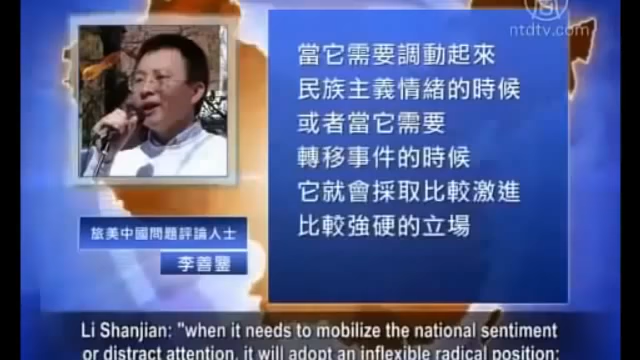 ntdtv.com
當它需要調動起來
民族主義情緒的時候
或者當它需要
轉移事件的時候
它就會採取比較激進
比較強硬的立場
旅美中國問題評論人士
李善鑒
Li Shanjian: "when it needs to mobilize the national sentiment
or distract attention, it will adopt an inflexible radical position;